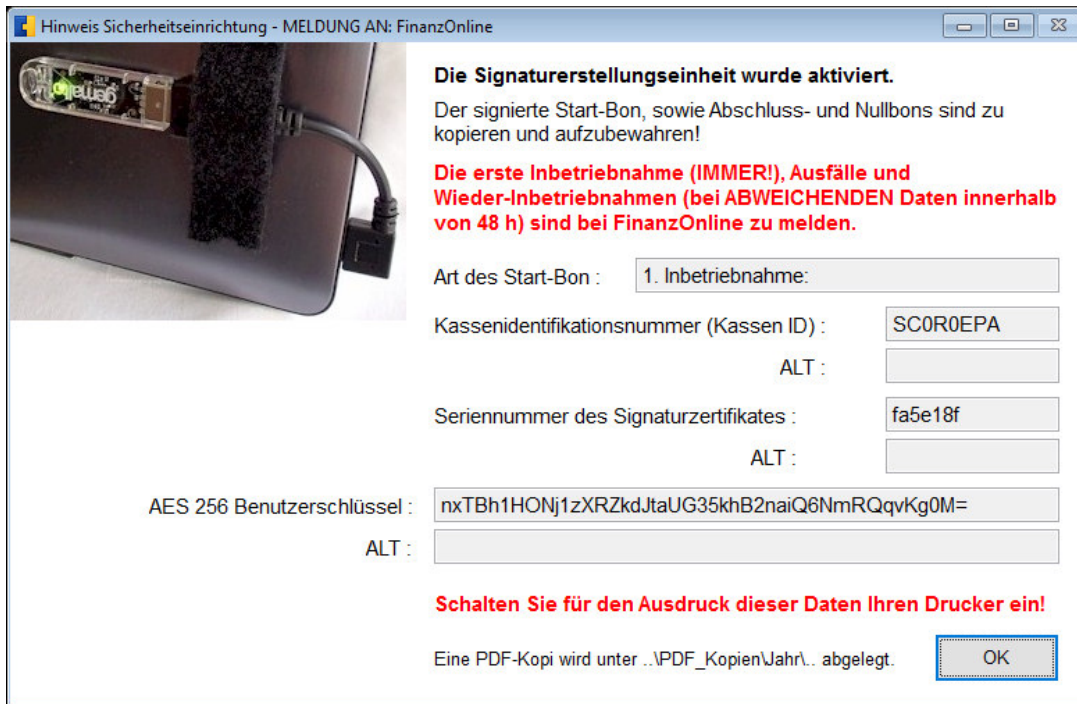 Hinweis Sicherheitseinrichtung - MELDUNG AN: FinanzOnline
gemalto
Die Signaturerstellungseinheit wurde aktiviert.
Der signierte Start-Bon, sowie Abschluss- und Nullbons sind zu
kopieren und aufzubewahren!
Die erste Inbetriebnahme (IMMER!), Ausfälle und
Wieder-Inbetriebnahmen (bei ABWEICHENDEN Daten innerhalb
von 48 h) sind bei FinanzOnline zu melden.
Art des Start-Bon : 1. Inbetriebnahme:
Kassenidentifikationsnummer (Kassen ID) : SC0R0EPA
ALT :
Seriennummer des Signaturzertifikates : fa5e18f
ALT :
AES 256 Benutzerschlüssel : nxTBh1HONj1zXRZkdJtaUG35khB2naiQ6NmRQqvKg0M=
ALT :
Schalten Sie für den Ausdruck dieser Daten Ihren Drucker ein!
Eine PDF-Kopi wird unter ..\PDF_Kopien\Jahr\.. abgelegt. OK